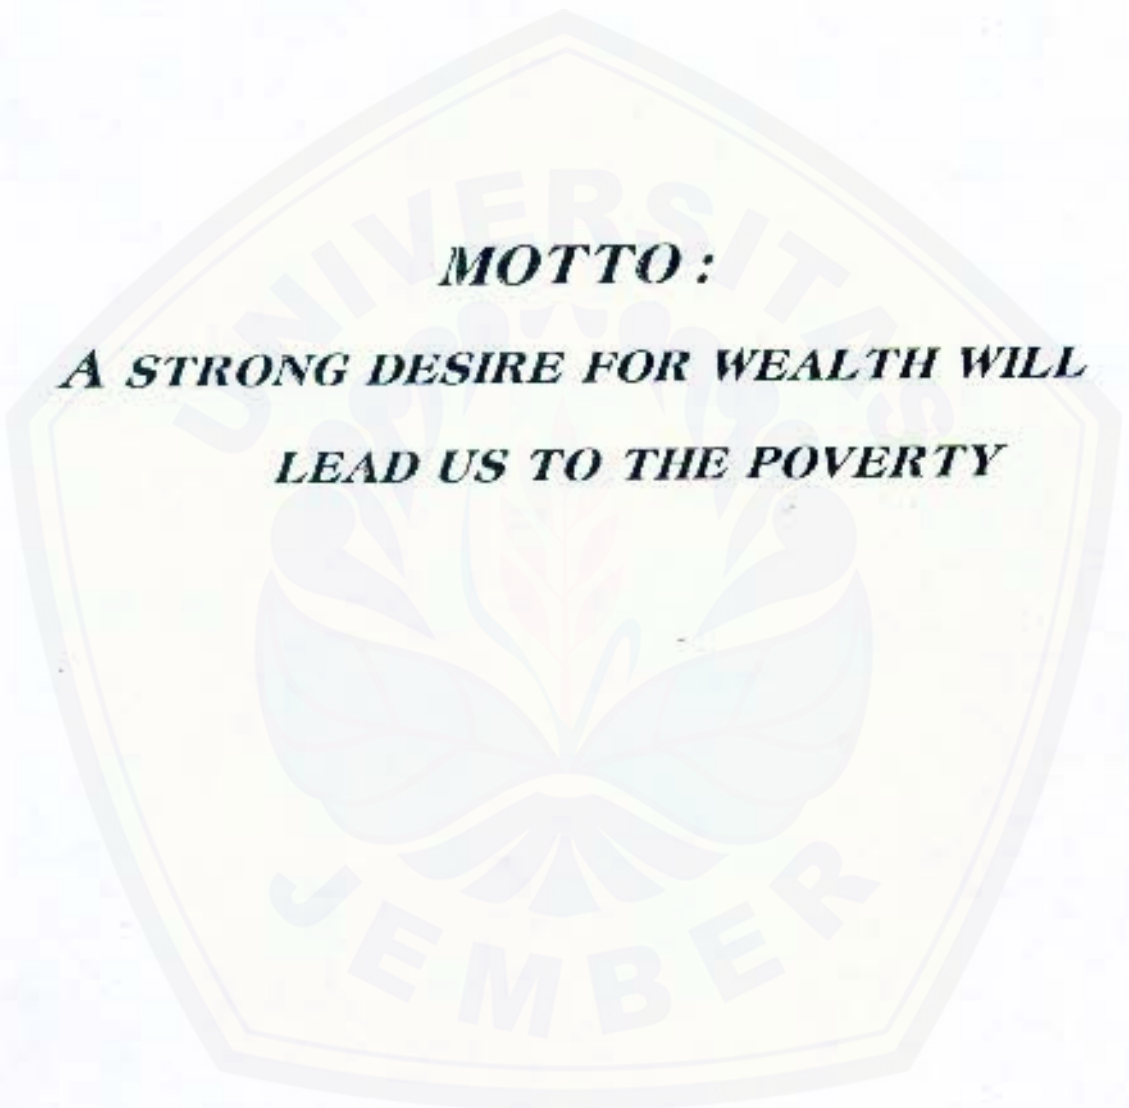 UNIVERSITAS
MOTTO :
A STRONG DESIRE FOR WEALTH WILL
LEAD US TO THE POVERTY
JEMBER